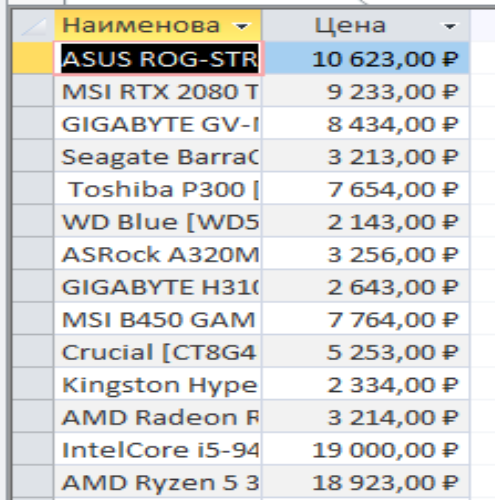 Наименова Цена
ASUS ROG-STR 10 623,00 ₽
MSI RTX 2080 T 9 233,00 ₽
GIGABYTE GV-N 8 434,00 ₽
Seagate BarraC 3 213,00 ₽
Toshiba P300 [ 7 654,00 ₽
WD Blue [WD5 2 143,00 ₽
ASRock A320M 3 256,00 ₽
GIGABYTE H310 2 643,00 ₽
MSI B450 GAM 7 764,00 ₽
Crucial [CT8G4 5 253,00 ₽
Kingston Hype 2 334,00 ₽
AMD Radeon R 3 214,00 ₽
IntelCore i5-94 19 000,00 ₽
AMD Ryzen 5 3 18 923,00 ₽